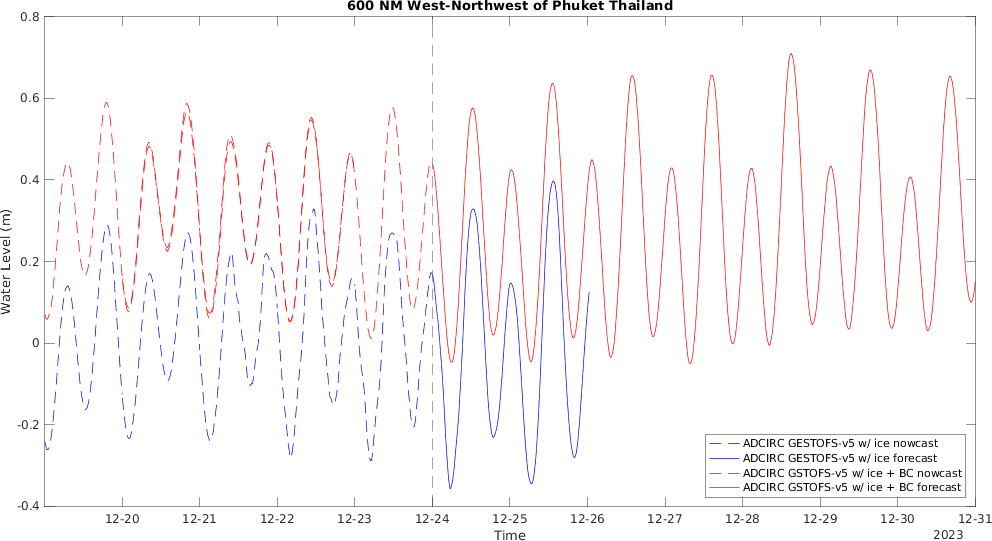 600 NM West-Northwest of Phuket Thailand
Water Level (m)
0.8
0.6
0.4
0.2
0
-0.2
-0.4
ADCIRC GESTOFS-v5 w/ ice nowcast
ADCIRC GESTOFS-v5 w/ ice forecast
ADCIRC GSTOFS-v5 w/ ice + BC nowcast
ADCIRC GSTOFS-v5 w/ ice + BC forecast
12-20 12-21 12-22 12-23 12-24 12-25 12-26 12-27 12-28 12-29 12-30 12-31
Time
2023